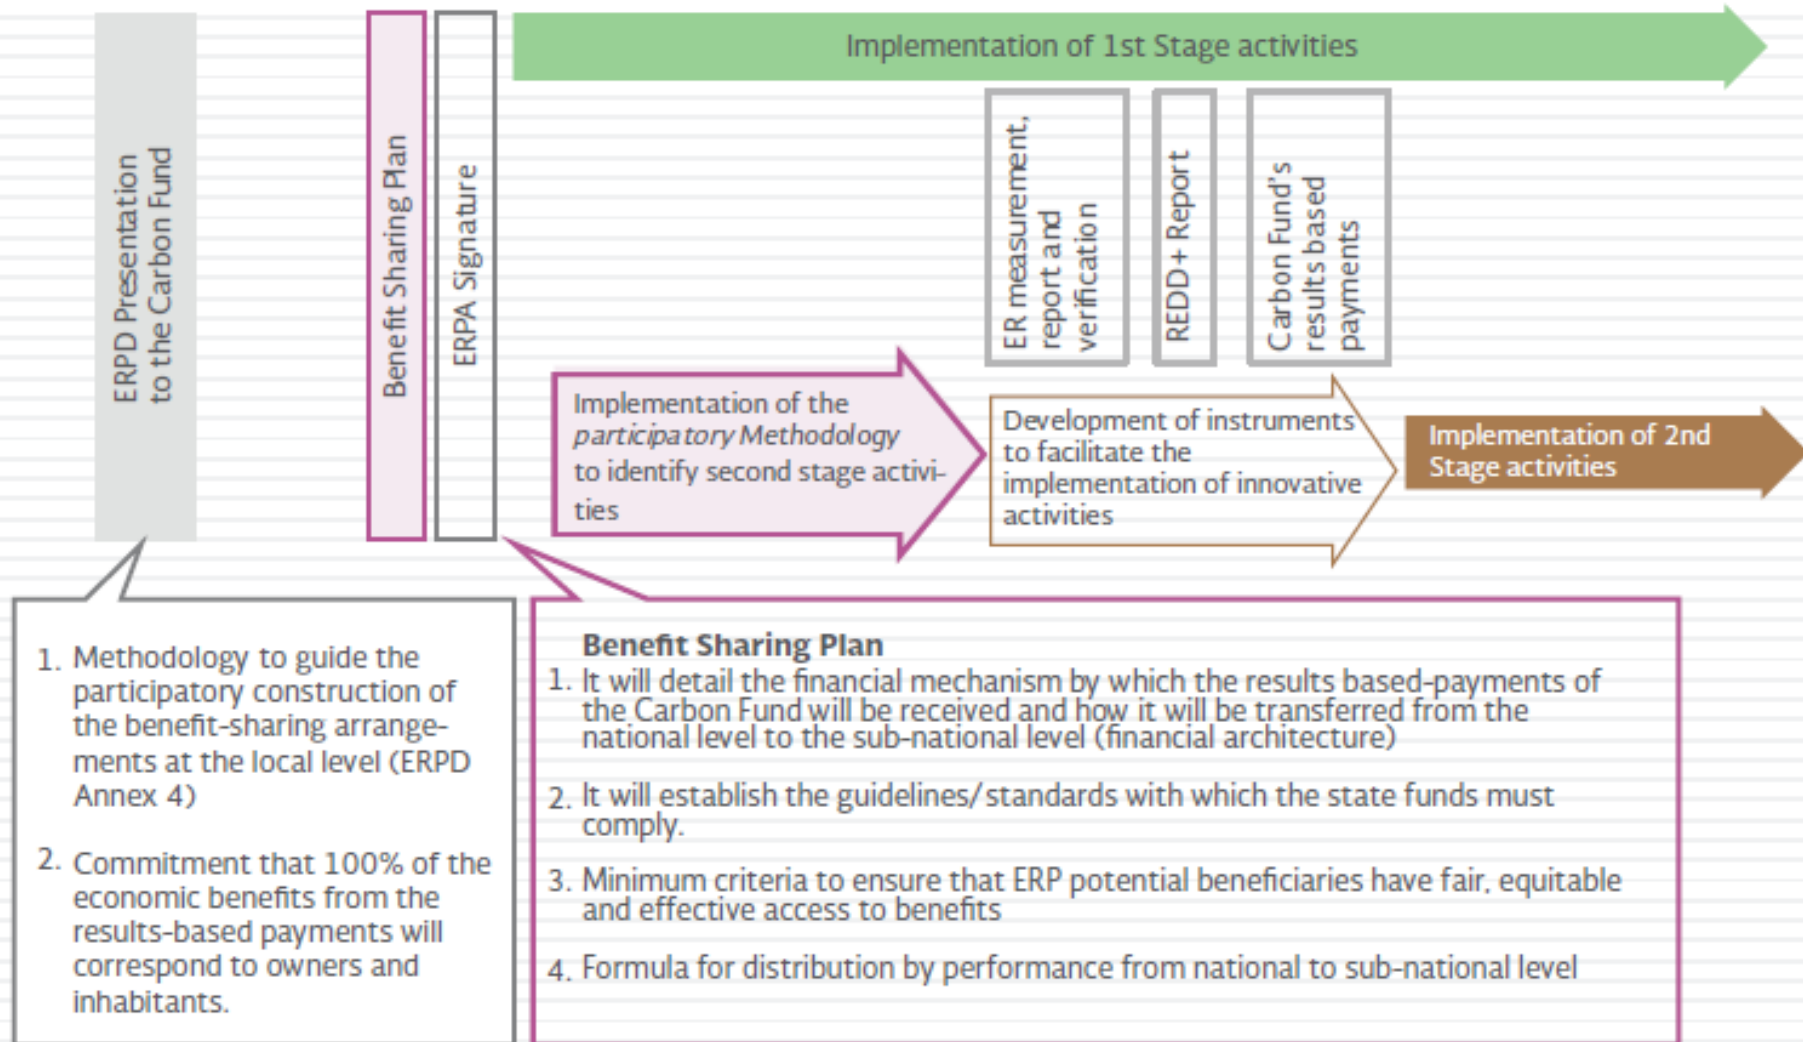 Implementation of 1st Stage activities
ERPD Presentation
to the Carbon Fund
Benefit Sharing Plan
ERPA Signature
ER measurement,
report and
verification
REDD+ Report
Carbon Fund's
results based
payments
Implementation of the
participatory Methodology
to identify second stage activi-
ties
Development of instruments
to facilitate the
implementation of innovative
activities
Implementation of 2nd
Stage activities
1. Methodology to guide the
participatory construction of
the benefit-sharing arrange-
ments at the local level (ERPD
Annex 4)
2. Commitment that 100% of the
economic benefits from the
results-based payments will
correspond to owners and
inhabitants.
Benefit Sharing Plan
1. It will detail the financial mechanism by which the results based-payments of
the Carbon Fund will be received and how it will be transferred from the
national level to the sub-national level (financial architecture)
2. It will establish the guidelines/standards with which the state funds must
comply.
3. Minimum criteria to ensure that ERP potential beneficiaries have fair, equitable
and effective access to benefits
4. Formula for distribution by performance from national to sub-national level